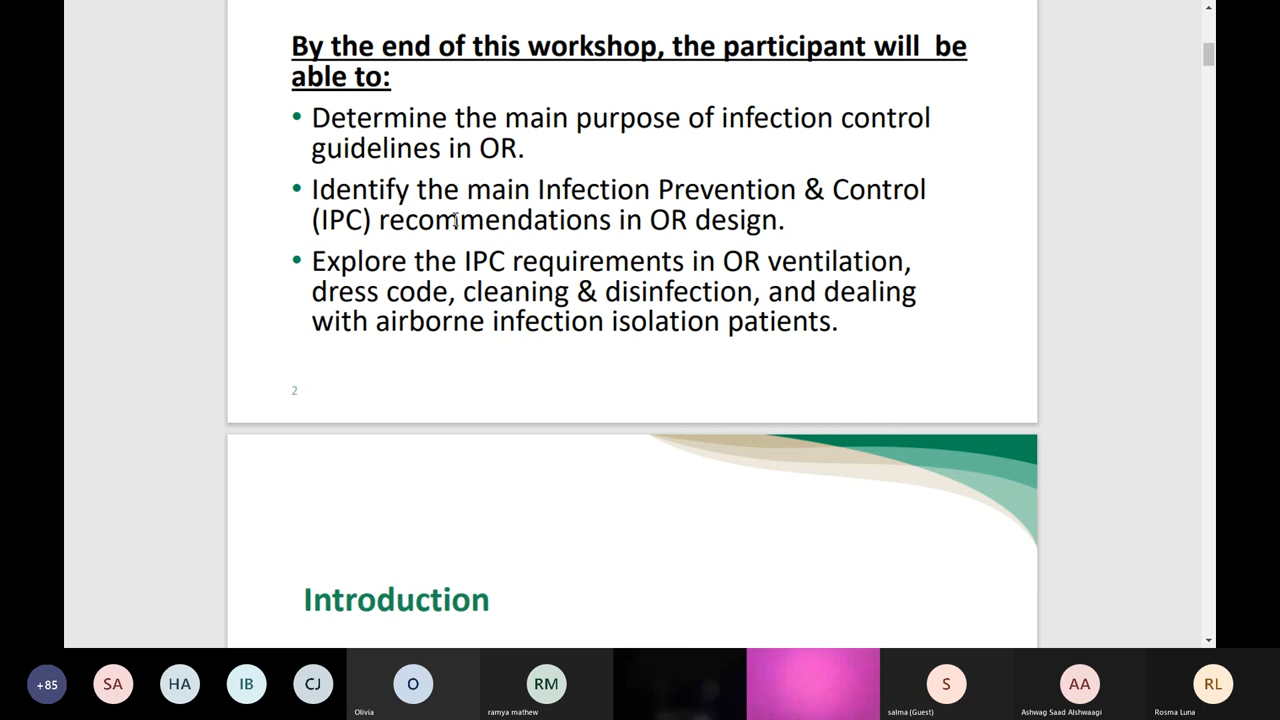 By the end of this workshop, the participant will be
able to:
• Determine the main purpose of infection control
guidelines in OR.
• Identify the main Infection Prevention & Control
(IPC) recommendations in OR design.
• Explore the IPC requirements in OR ventilation,
dress code, cleaning & disinfection, and dealing
with airborne infection isolation patients.
2
Introduction
+85 SA HA IB CJ O RM S AA RL
Olivia ramya mathew salma (Guest) Ashwag Saad Alshwaagi Rosma Luna